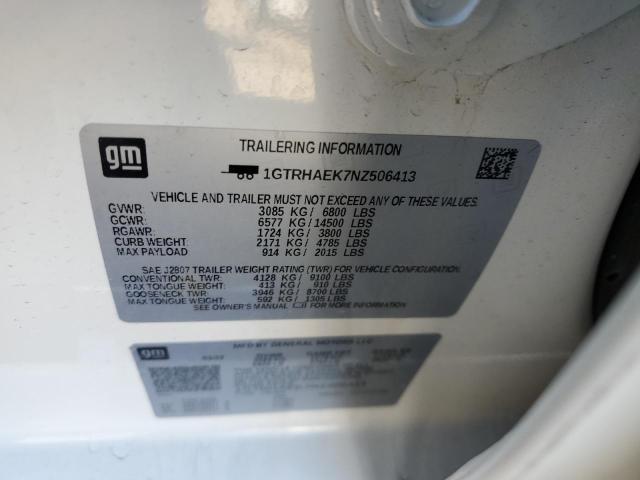 gm
TRAILERING INFORMATION
1GTRHAEK7NZ506413
VEHICLE AND TRAILER MUST NOT EXCEED ANY OF THESE VALUES.
GVWR: 3085 KG / 6800 LBS
GCWR: 6577 KG / 14500 LBS
RGAWR: 1724 KG / 3800 LBS
CURB WEIGHT: 2171 KG / 4785 LBS
MAX PAYLOAD 914 KG / 2015 LBS
SAE J2807 TRAILER WEIGHT RATING (TWR) FOR VEHICLE CONFIGURATION.
CONVENTIONAL TWR: 4128 KG / 9100 LBS
MAX TONGUE WEIGHT: 413 KG / 910 LBS
GOOSENECK TWR: 3946 KG / 8700 LBS
MAX TONGUE WEIGHT: 592 KG / 1305 LBS
SEE OWNER'S MANUAL FOR MORE INFORMATION
gm
MFD BY GENERAL MOTORS LLC